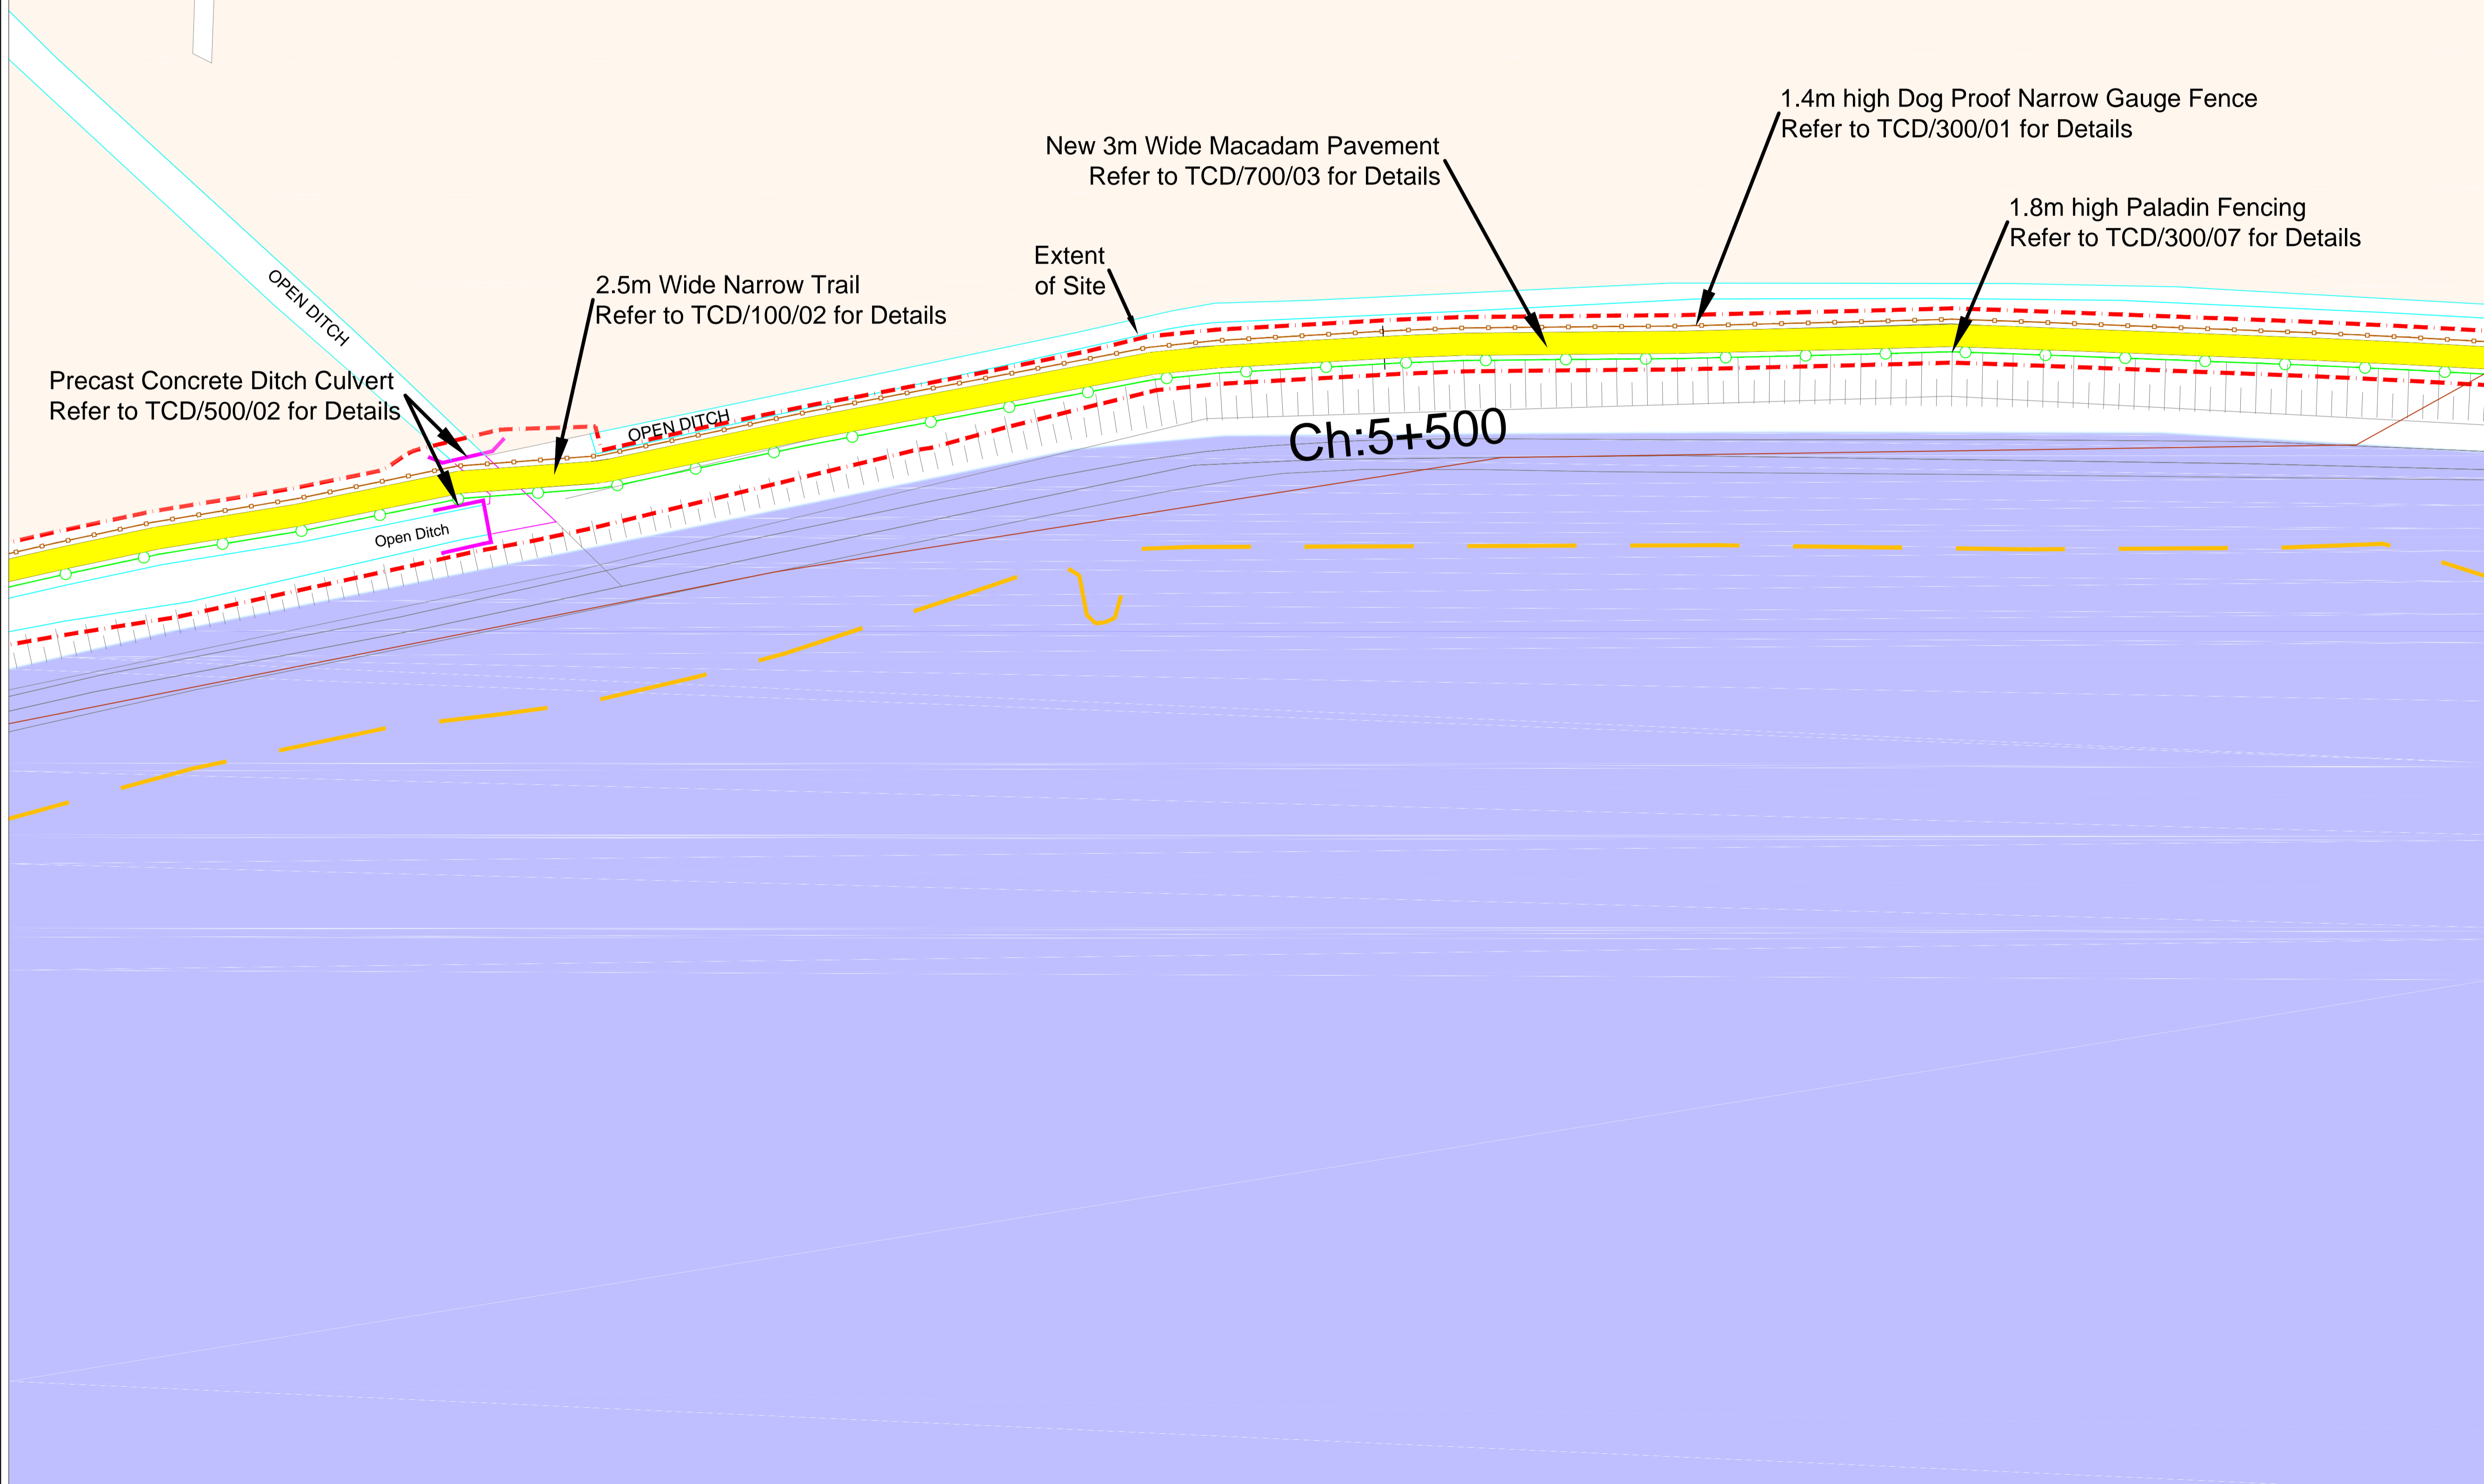 1.4m high Dog Proof Narrow Gauge Fence
Refer to TCD/300/01 for Details
New 3m Wide Macadam Pavement
Refer to TCD/700/03 for Details
1.8m high Paladin Fencing
Refer to TCD/300/07 for Details
Extent
of Site
2.5m Wide Narrow Trail
Refer to TCD/100/02 for Details
OPEN DITCH
Precast Concrete Ditch Culvert
Refer to TCD/500/02 for Details
OPEN DITCH
Ch:5+500
Open Ditch